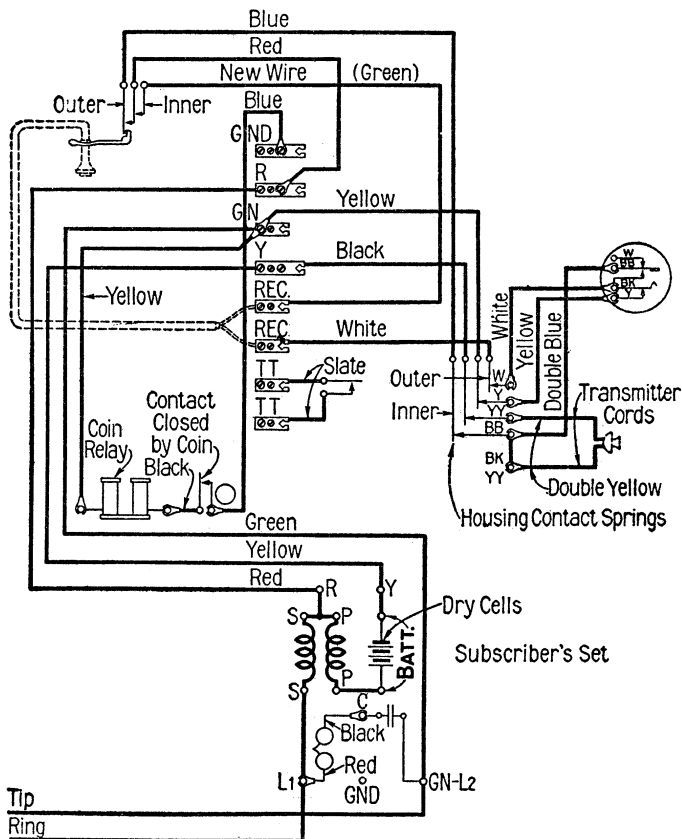 Blue
Red
New Wire (Green)
Outer Inner
Blue
GND
R
GN
Yellow
Y
Black
Yellow
REC.
REC.
White
TT
Slate
TT
W
BB
BK
Y
White
Yellow
Double Blue
Outer
Inner
W
Y
YY
BB
BK
YY
Transmitter
Cords
Double Yellow
Housing Contact Springs
Coin
Relay
Contact
Closed
by Coin
Black
Green
Yellow
Red
R
Y
S
P
Dry Cells
BATT.
Subscriber's Set
S
P
C
Black
Red
L1
GND
GN-L2
Tip
Ring